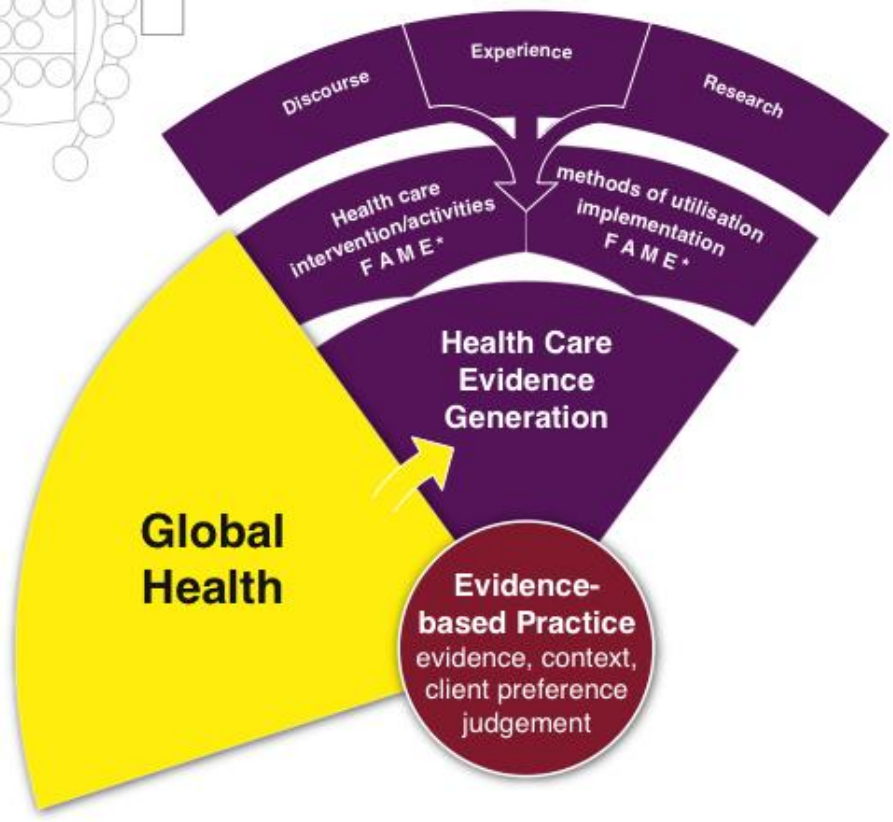 Discourse
Experience
Research
Health care
intervention/activities
F A M E*
methods of utilisation
implementation
F A M E*
Health Care
Evidence
Generation
Global
Health
Evidence-
based Practice
evidence, context,
client preference
judgement